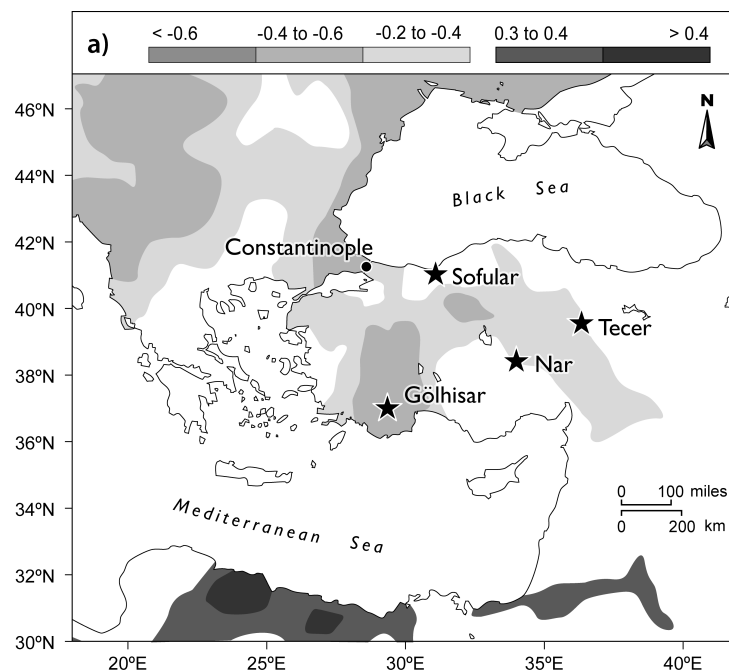 a)
< -0.6 -0.4 to -0.6 -0.2 to -0.4 0.3 to 0.4 > 0.4
46ºN
N
44ºN
Black Sea
42ºN
Constantinople
Sofular
40ºN
Tecer
Nar
38ºN
Gölhisar
36ºN
0 100 miles
0 200 km
34ºN
Mediterranean Sea
32ºN
30ºN
20ºE 25ºE 30ºE 35ºE 40ºE